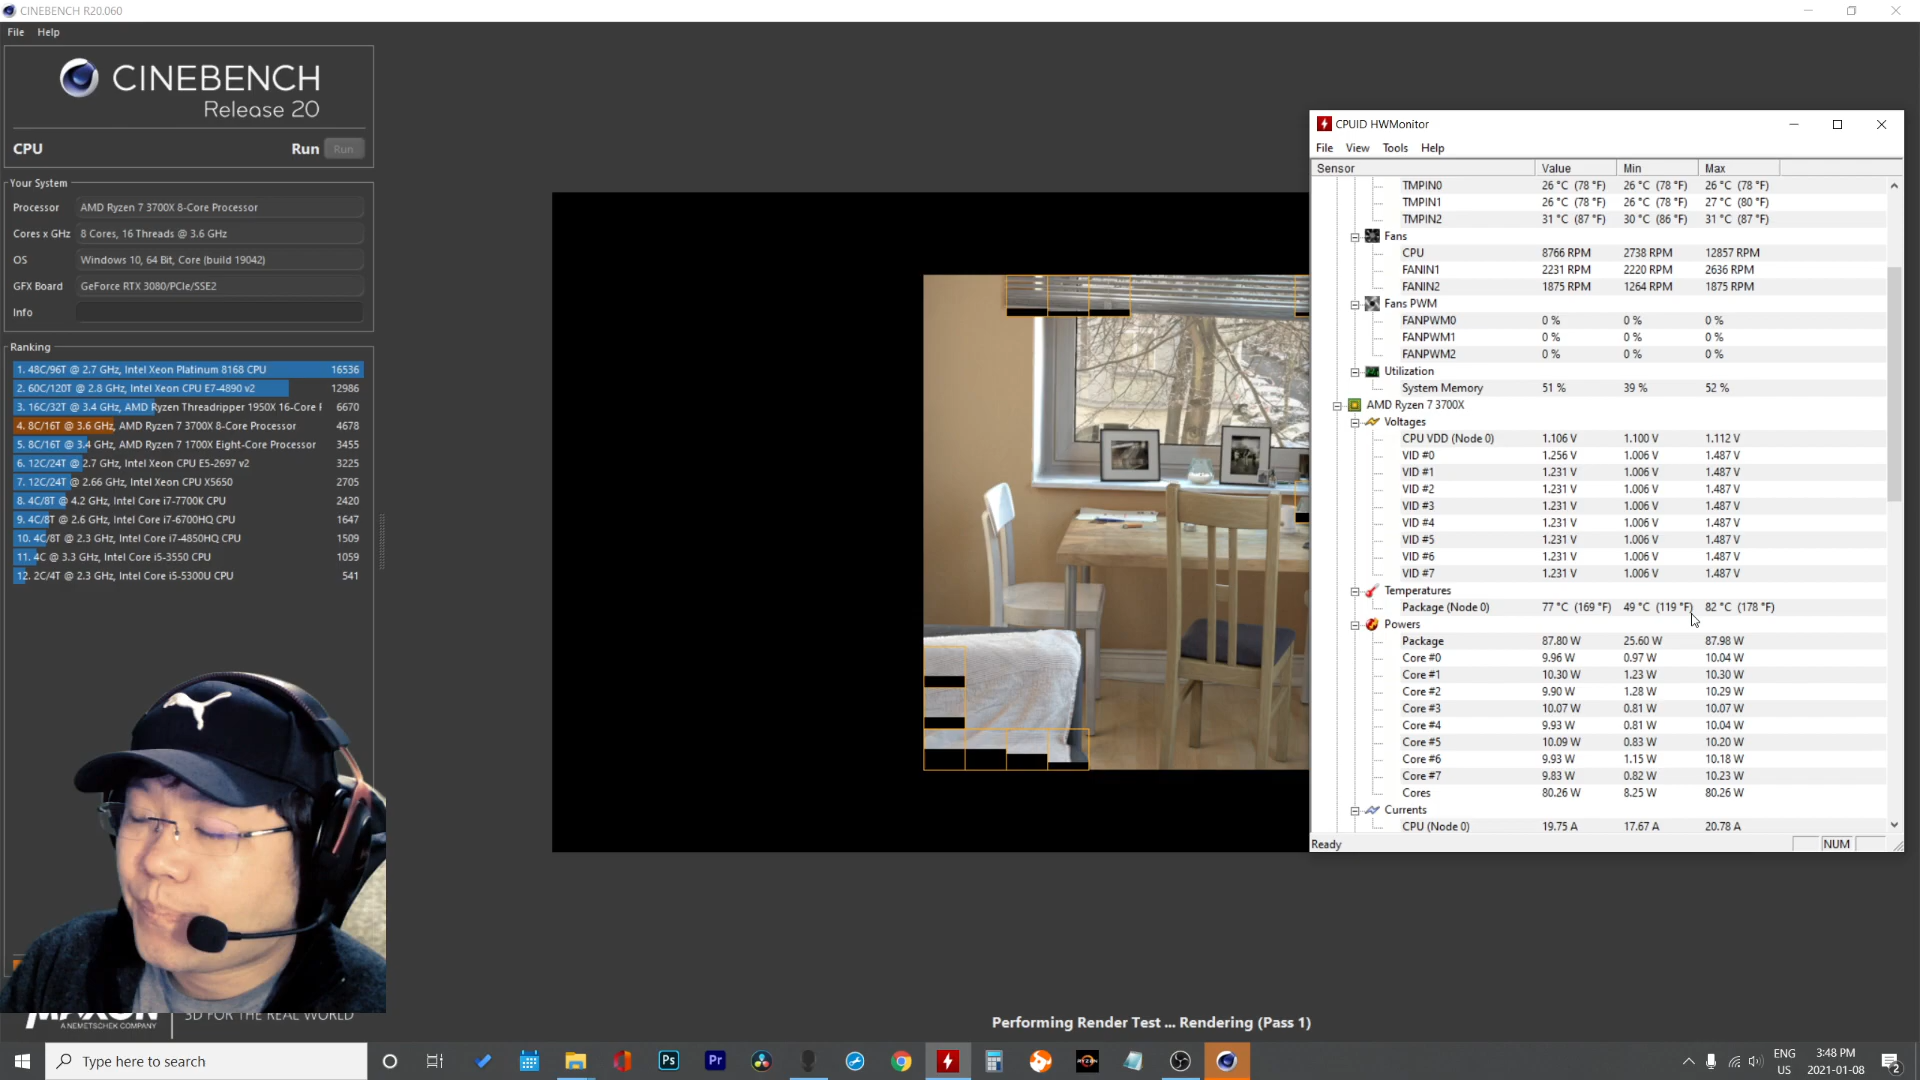 CINEBENCH R20.060
File Help
CINEBENCH
Release 20
CPU Run Run
Your System
Processor AMD Ryzen 7 3700X 8-Core Processor
Cores x GHz 8 Cores, 16 Threads @ 3.6 GHz
OS Windows 10, 64 Bit, Core (build 19042)
GFX Board GeForce RTX 3080/PCIe/SSE2
Info
Ranking
1. 48C/96T @ 2.7 GHz, Intel Xeon Platinum 8168 CPU 16536
2. 60C/120T @ 2.8 GHz, Intel Xeon CPU E7-4890 v2 12986
3. 16C/32T @ 3.4 GHz, AMD Ryzen Threadripper 1950X 16-Core 6670
4. 8C/16T @ 3.6 GHz, AMD Ryzen 7 3700X 8-Core Processor 4678
5. 8C/16T @ 3.4 GHz, AMD Ryzen 7 1700X Eight-Core Processor 3455
6. 12C/24T @ 2.7 GHz, Intel Xeon CPU E5-2697 v2 3225
7. 12C/24T @ 2.66 GHz, Intel Xeon CPU X5650 2705
8. 4C/8T @ 4.2 GHz, Intel Core i7-7700K CPU 2420
9. 4C/8T @ 2.6 GHz, Intel Core i7-6700HQ CPU 1647
10. 4C/8T @ 2.3 GHz, Intel Core i7-4850HQ CPU 1509
11. 4C @ 3.3 GHz, Intel Core i5-3550 CPU 1059
12. 2C/4T @ 2.3 GHz, Intel Core i5-5300U CPU 541
MAXON
A NEMETSCHEK COMPANY
3D FOR THE REAL WORLD
CPUID HWMonitor
File View Tools Help
Sensor Value Min Max
TMPIN0 26 °C (78 °F) 26 °C (78 °F) 26 °C (78 °F)
TMPIN1 26 °C (78 °F) 26 °C (78 °F) 27 °C (80 °F)
TMPIN2 31 °C (87 °F) 30 °C (86 °F) 31 °C (87 °F)
Fans
CPU 8766 RPM 2738 RPM 12857 RPM
FANIN1 2231 RPM 2220 RPM 2636 RPM
FANIN2 1875 RPM 1264 RPM 1875 RPM
Fans PWM
FANPWM0 0 % 0 % 0 %
FANPWM1 0 % 0 % 0 %
FANPWM2 0 % 0 % 0 %
Utilization
System Memory 51 % 39 % 52 %
AMD Ryzen 7 3700X
Voltages
CPU VDD (Node 0) 1.106 V 1.100 V 1.112 V
VID #0 1.256 V 1.006 V 1.487 V
VID #1 1.231 V 1.006 V 1.487 V
VID #2 1.231 V 1.006 V 1.487 V
VID #3 1.231 V 1.006 V 1.487 V
VID #4 1.231 V 1.006 V 1.487 V
VID #5 1.231 V 1.006 V 1.487 V
VID #6 1.231 V 1.006 V 1.487 V
VID #7 1.231 V 1.006 V 1.487 V
Temperatures
Package (Node 0) 77 °C (169 °F) 49 °C (119 °F) 82 °C (178 °F)
Powers
Package 87.80 W 25.60 W 87.98 W
Core #0 9.96 W 0.97 W 10.04 W
Core #1 10.30 W 1.23 W 10.30 W
Core #2 9.90 W 1.28 W 10.29 W
Core #3 10.07 W 0.81 W 10.07 W
Core #4 9.93 W 0.81 W 10.04 W
Core #5 10.09 W 0.83 W 10.20 W
Core #6 9.93 W 1.15 W 10.18 W
Core #7 9.83 W 0.82 W 10.23 W
Cores 80.26 W 8.25 W 80.26 W
Currents
CPU (Node 0) 19.75 A 17.67 A 20.78 A
Ready NUM
Performing Render Test ... Rendering (Pass 1)
Type here to search
Ps
Pr
RYZEN
ENG
US
3:48 PM
2021-01-08
2